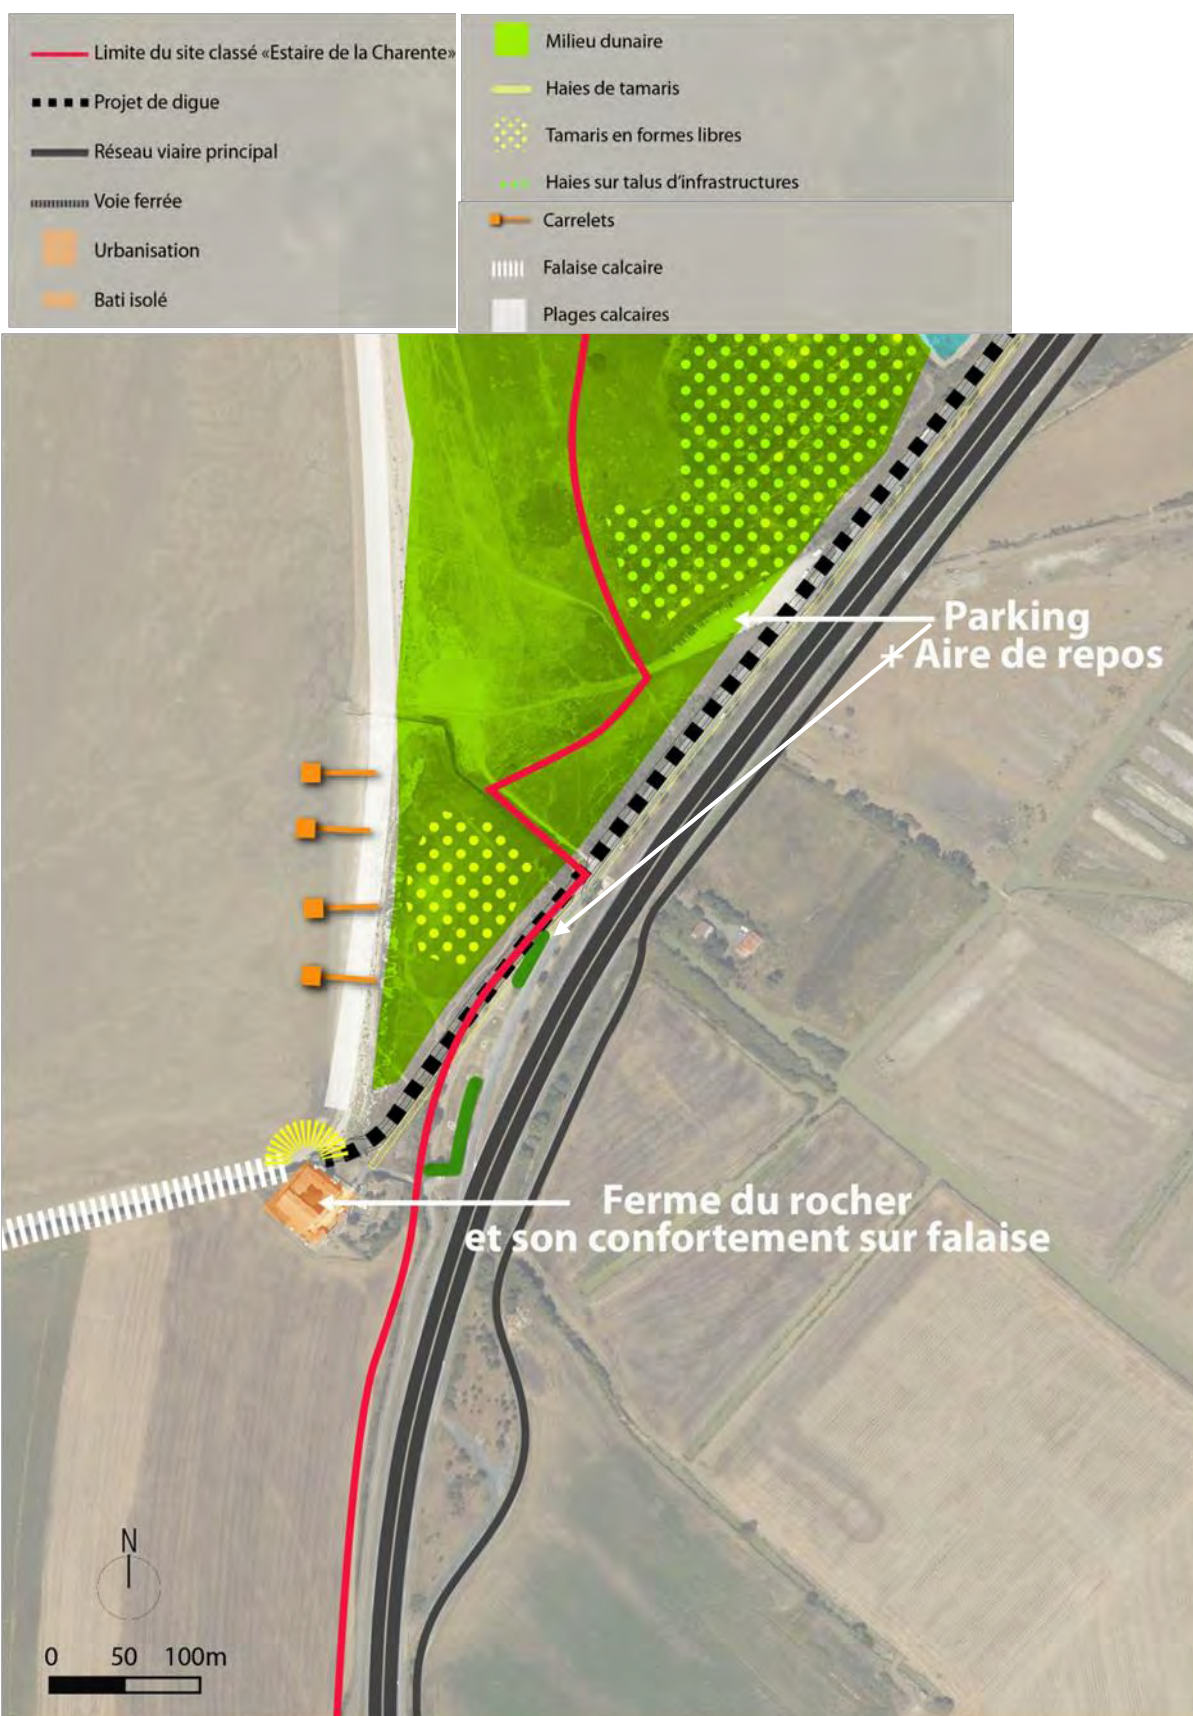 Limite du site classé «Estaire de la Charente»
Projet de digue
Réseau viaire principal
Voie ferrée
Urbanisation
Bati isolé
Milieu dunaire
Haies de tamaris
Tamaris en formes libres
Haies sur talus d'infrastructures
Carrelets
Falaise calcaire
Plages calcaires
Parking
+ Aire de repos
Ferme du rocher
et son confortement sur falaise
N
0 50 100m